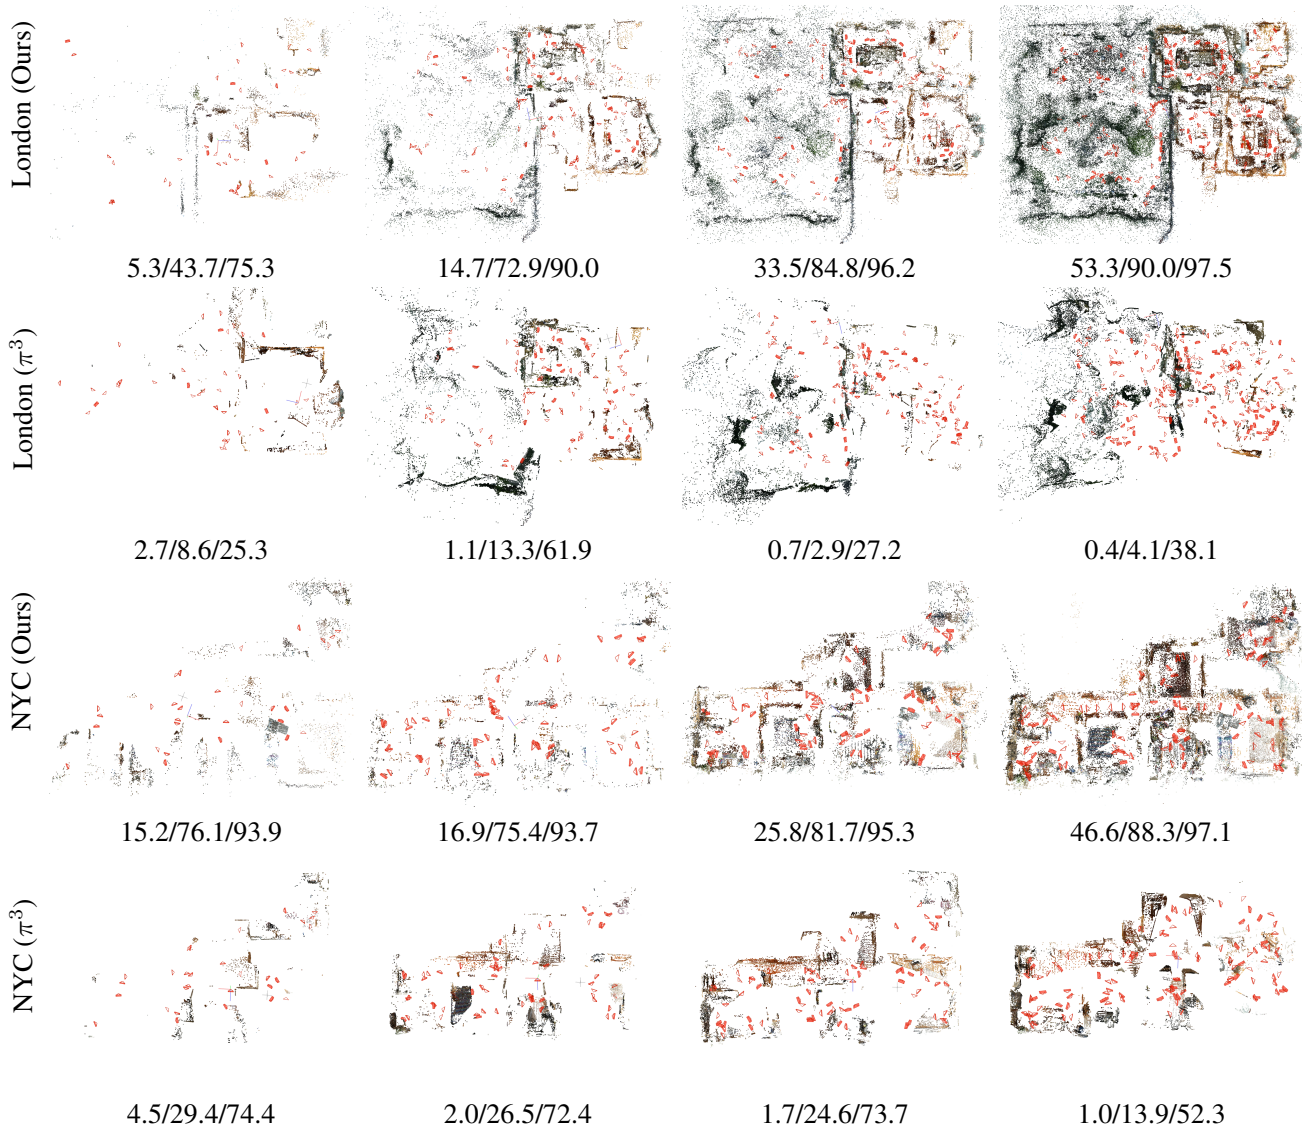 London (Ours)
5.3/43.7/75.3 14.7/72.9/90.0 33.5/84.8/96.2 53.3/90.0/97.5
London (π³)
2.7/8.6/25.3 1.1/13.3/61.9 0.7/2.9/27.2 0.4/4.1/38.1
NYC (Ours)
15.2/76.1/93.9 16.9/75.4/93.7 25.8/81.7/95.3 46.6/88.3/97.1
NYC (π³)
4.5/29.4/74.4 2.0/26.5/72.4 1.7/24.6/73.7 1.0/13.9/52.3